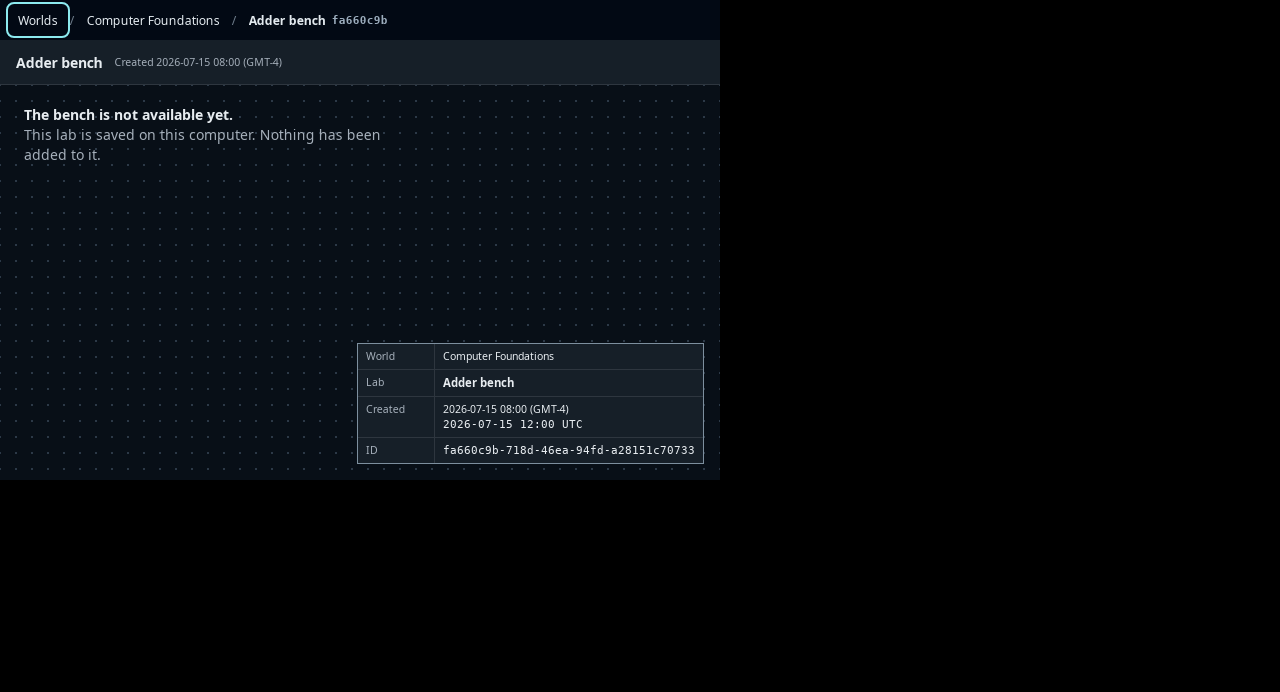 Worlds / Computer Foundations / Adder bench fa660c9b
Adder bench Created 2026-07-15 08:00 (GMT-4)
The bench is not available yet.
This lab is saved on this computer. Nothing has been
added to it.
World Computer Foundations
Lab Adder bench
Created 2026-07-15 08:00 (GMT-4)
2026-07-15 12:00 UTC
ID fa660c9b-718d-46ea-94fd-a28151c70733